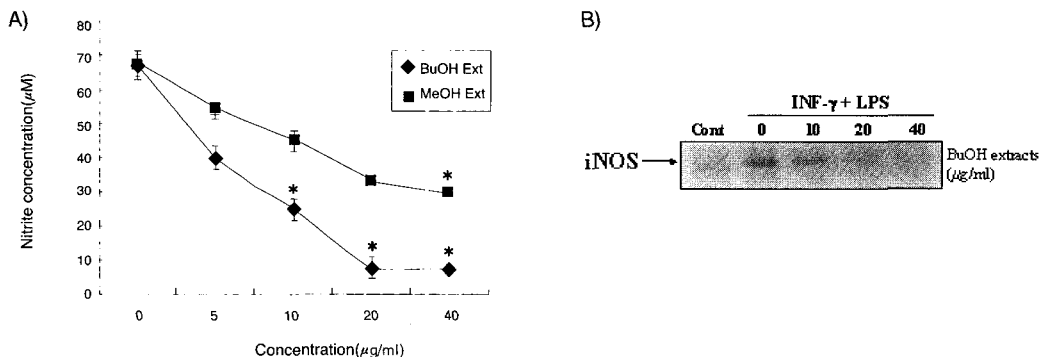 A)
Nitrite concentration(μM)
80
70
60
50
40
30
20
10
0
BuOH Ext
MeOH Ext
*
*
*
*
0 5 10 20 40
Concentration(μg/ml)
B)
INF-γ + LPS
Cont 0 10 20 40
iNOS
BuOH extracts
(μg/ml)